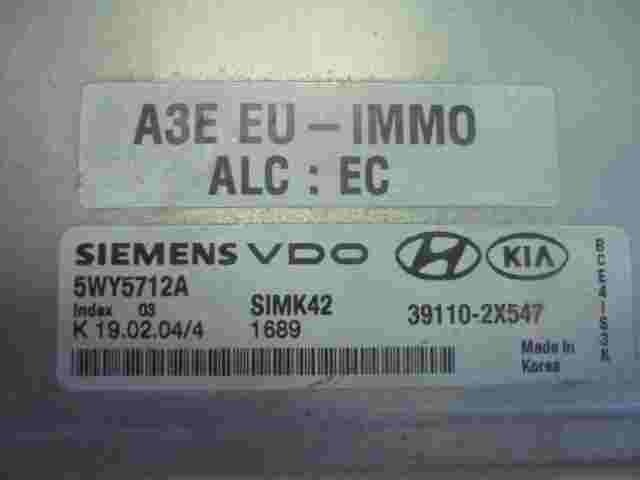 A3E EU - IMMO
ALC : EC
SIEMENS VDO KIA
5WY5712A
Index 03 SIMK42 39110-2X547
K 19.02.04/4 1689
Made In
Korea